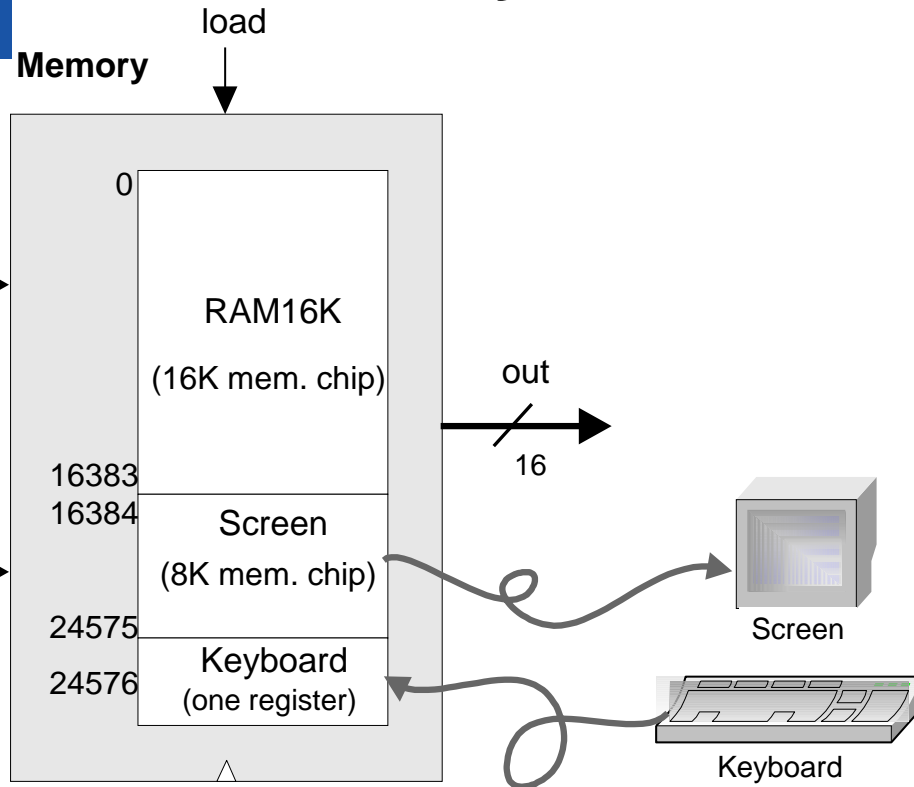 load
Memory
0
RAM16K
(16K mem. chip)
out
16
16383
16384
Screen
(8K mem. chip)
24575
Screen
Keyboard
24576
(one register)
Keyboard